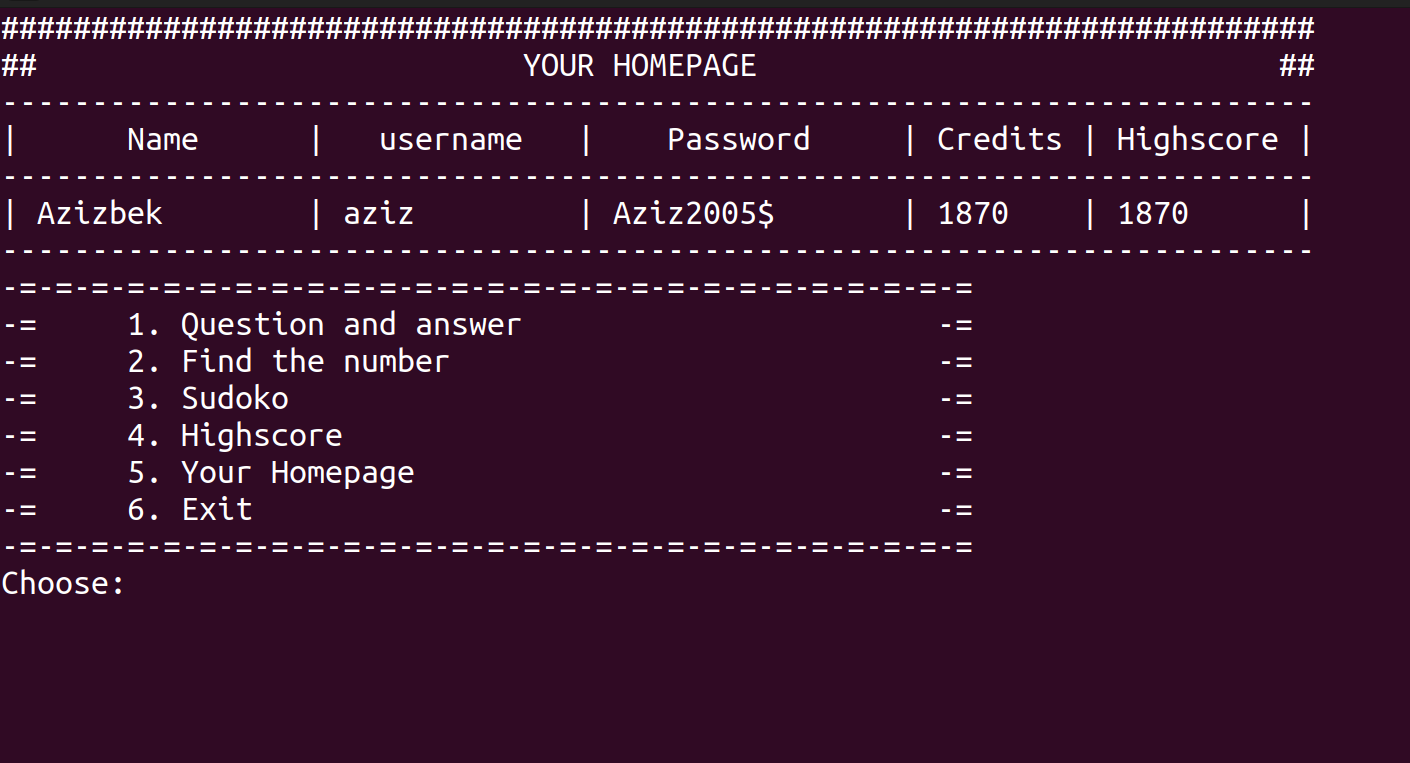 #########################################################################
## YOUR HOMEPAGE ##
-------------------------------------------------------------------------
| Name | username | Password | Credits | Highscore |
-------------------------------------------------------------------------
| Azizbek | aziz | Aziz2005$ | 1870 | 1870 |
-------------------------------------------------------------------------
-=-=-=-=-=-=-=-=-=-=-=-=-=-=-=-=-=-=-=-=-=-=-=-=-=-=-=
-= 1. Question and answer -=
-= 2. Find the number -=
-= 3. Sudoko -=
-= 4. Highscore -=
-= 5. Your Homepage -=
-= 6. Exit -=
-=-=-=-=-=-=-=-=-=-=-=-=-=-=-=-=-=-=-=-=-=-=-=-=-=-=-=
Choose: